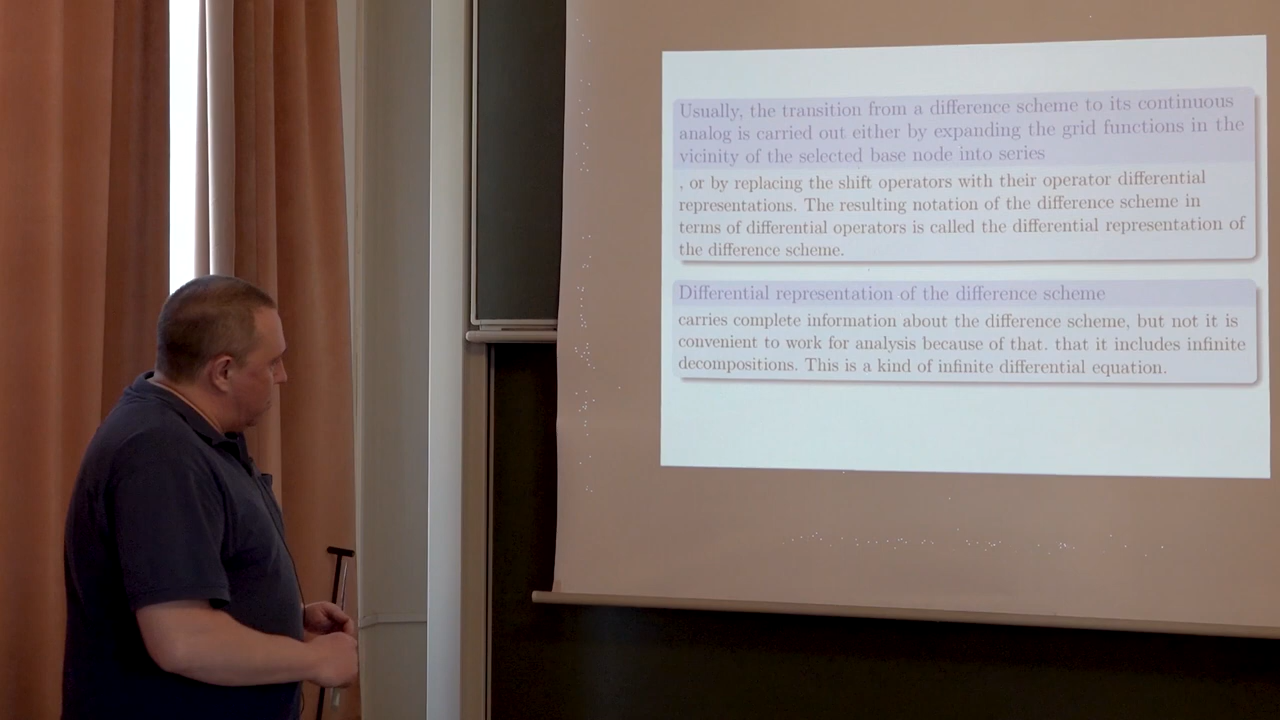 Usually, the transition from a difference scheme to its continuous
analog is carried out either by expanding the grid functions in the
vicinity of the selected base node into series
, or by replacing the shift operators with their operator differential
representations. The resulting notation of the difference scheme in
terms of differential operators is called the differential representation of
the difference scheme.
Differential representation of the difference scheme
carries complete information about the difference scheme, but not it is
convenient to work for analysis because of that. that it includes infinite
decompositions. This is a kind of infinite differential equation.